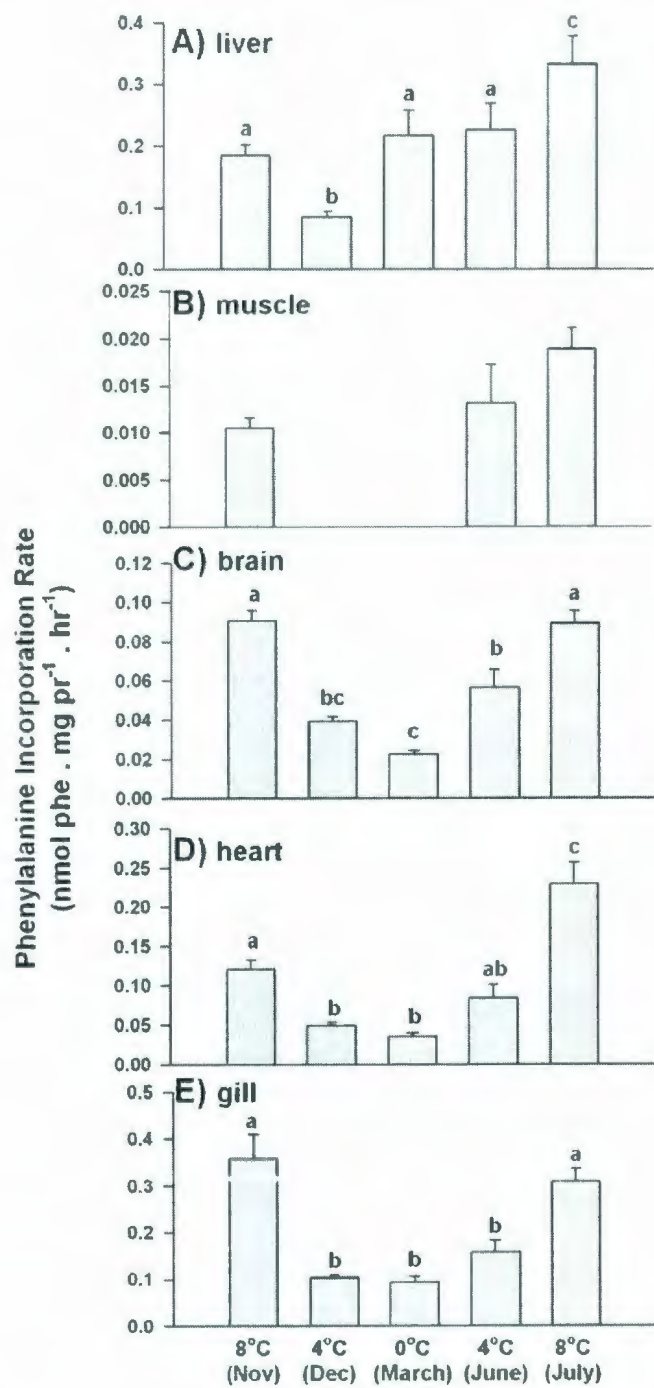 A) liver
0.4
0.3
0.2
0.1
0.0
a
b
a
a
c
B) muscle
0.025
0.020
0.015
0.010
0.005
0.000
C) brain
0.12
0.10
0.08
0.06
0.04
0.02
0.00
a
bc
c
b
a
D) heart
0.30
0.25
0.20
0.15
0.10
0.05
0.00
a
b
b
ab
c
E) gill
0.5
0.4
0.3
0.2
0.1
0.0
a
b
b
b
a
8°C 4°C 0°C 4°C 8°C
(Nov) (Dec) (March) (June) (July)
Phenylalanine Incorporation Rate
(nmol phe . mg pr⁻¹ . hr⁻¹)